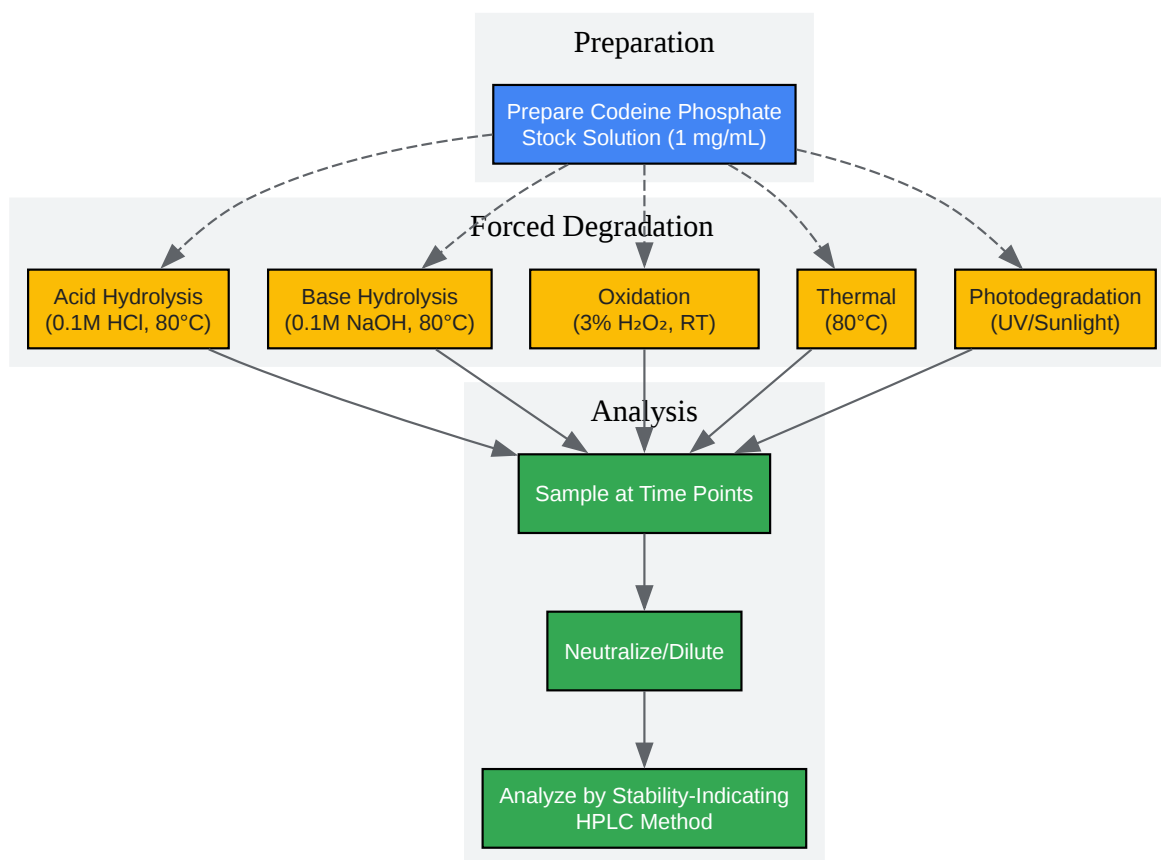 Preparation
Prepare Codeine Phosphate
Stock Solution (1 mg/mL)
Forced Degradation
Acid Hydrolysis
(0.1M HCl, 80°C)
Base Hydrolysis
(0.1M NaOH, 80°C)
Oxidation
(3% H₂O₂, RT)
Thermal
(80°C)
Photodegradation
(UV/Sunlight)
Analysis
Sample at Time Points
Neutralize/Dilute
Analyze by Stability-Indicating
HPLC Method